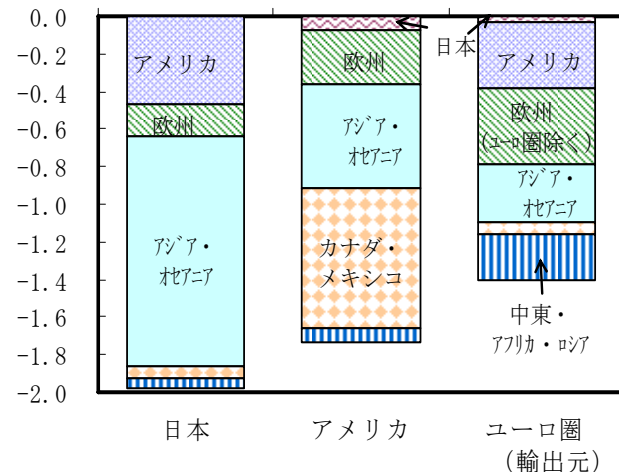 0.0
-0.2
-0.4
-0.6
-0.8
-1.0
-1.2
-1.4
-1.6
-1.8
-2.0
アメリカ
欧州
ｱｼﾞｱ・
ｵｾｱﾆｱ
欧州
ｱｼﾞｱ・
ｵｾｱﾆｱ
カナダ・
メキシコ
日本
アメリカ
欧州
(ﾕｰﾛ圏除く)
ｱｼﾞｱ・
ｵｾｱﾆｱ
中東・
ｱﾌﾘｶ・ﾛｼｱ
日本
アメリカ
ユーロ圏
（輸出元）